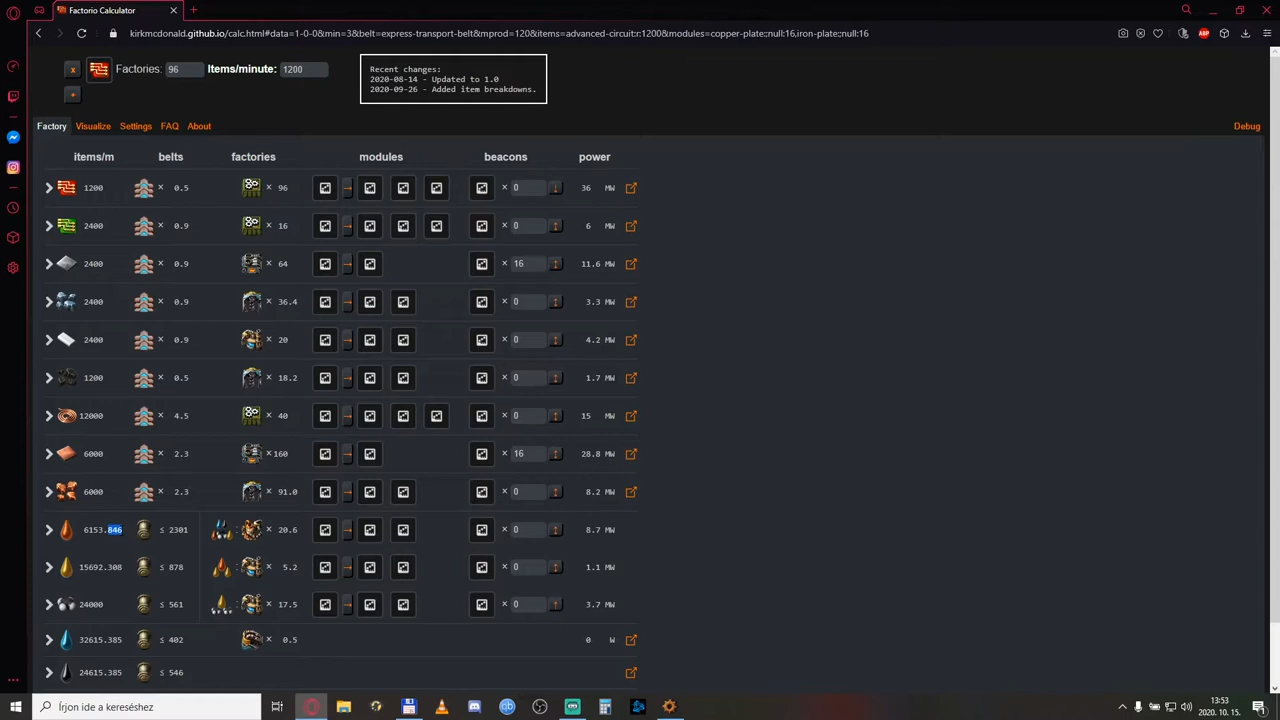 Factorio Calculator
kirkmcdonald.github.io/calc.html#data=1-0-0&min=3&belt=express-transport-belt&mprod=120&items=advanced-circuit:r:1200&modules=copper-plate::null:16,iron-plate::null:16
x Factories: 96 Items/minute: 1200
+
Recent changes:
2020-08-14 - Updated to 1.0
2020-09-26 - Added item breakdowns.
Factory Visualize Settings FAQ About Debug
items/m belts factories modules beacons power
1200 × 0.5 × 96 × 0 36 MW
2400 × 0.9 × 16 × 0 6 MW
2400 × 0.9 × 64 × 16 11.6 MW
2400 × 0.9 × 36.4 × 0 3.3 MW
2400 × 0.9 × 20 × 0 4.2 MW
1200 × 0.5 × 18.2 × 0 1.7 MW
12000 × 4.5 × 40 × 0 15 MW
6000 × 2.3 × 160 × 16 28.8 MW
6000 × 2.3 × 91.0 × 0 8.2 MW
6153.846 ≤ 2301 : × 20.6 × 0 8.7 MW
15692.308 ≤ 878 : × 5.2 × 0 1.1 MW
24000 ≤ 561 : × 17.5 × 0 3.7 MW
32615.385 ≤ 402 × 0.5 0 W
24615.385 ≤ 546
Írjon ide a kereséshez
13:53
2020. 10. 15.